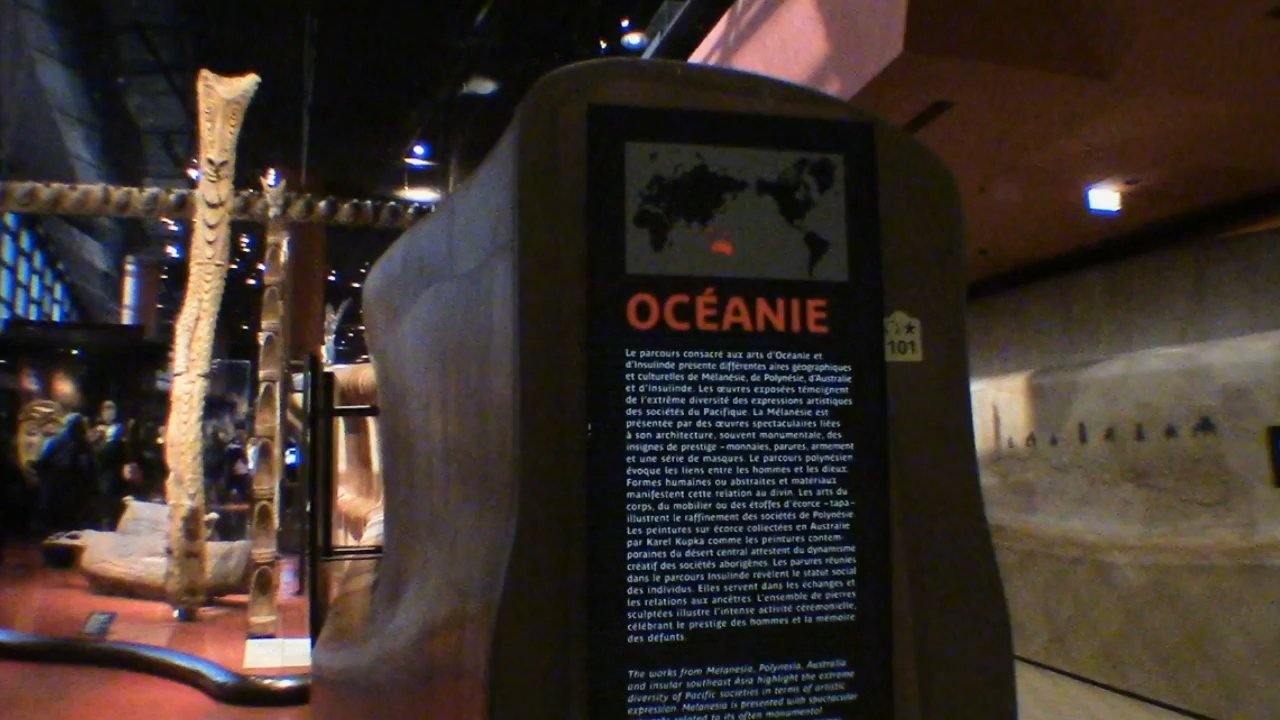 OCÉANIE
101
Le parcours consacré aux arts d'Océanie et
d'Insulinde présente différentes aires géographiques
et culturelles de Mélanésie, de Polynésie, d'Australie
et d'Insulinde. Les œuvres exposées témoignent
de l'extrême diversité des expressions artistiques
des sociétés du Pacifique. La Mélanésie est
présentée par des œuvres spectaculaires liées
à son architecture, souvent monumentale, des
insignes de prestige – monnaies, parures, armement
et une série de masques. Le parcours polynésien
évoque les liens entre les hommes et les dieux.
Formes humaines ou abstraites et matériaux
manifestent cette relation au divin. Les arts du
corps, du mobilier ou des étoffes d'écorce – tapa –
illustrent le raffinement des sociétés de Polynésie.
Les peintures sur écorce collectées en Australie
par Karel Kupka comme les peintures contem-
poraines du désert central attestent du dynamisme
créatif des sociétés aborigènes. Les parures réunies
dans le parcours Insulinde révèlent le statut social
des individus. Elles servent dans les échanges et
les relations aux ancêtres. L'ensemble de pierres
sculptées illustre l'intense activité cérémonielle,
célébrant le prestige des hommes et la mémoire
des défunts.
The works from Melanesia, Polynesia, Australia
and insular southeast Asia highlight the extreme
diversity of Pacific societies in terms of artistic
expression. Melanesia is presented with spectacular
related to its often monumental